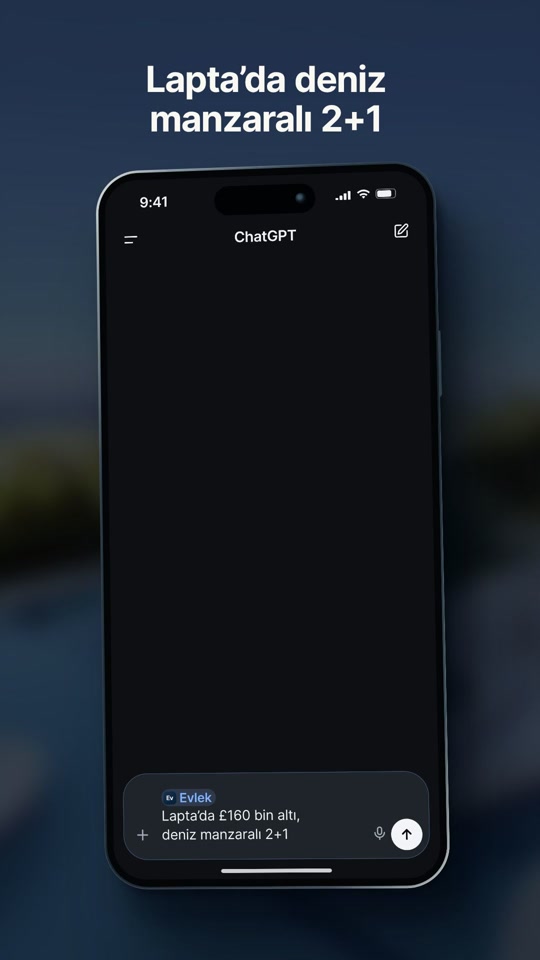 Lapta’da deniz
manzaralı 2+1
9:41
ChatGPT
Ev Evlek
Lapta’da £160 bin altı,
deniz manzaralı 2+1